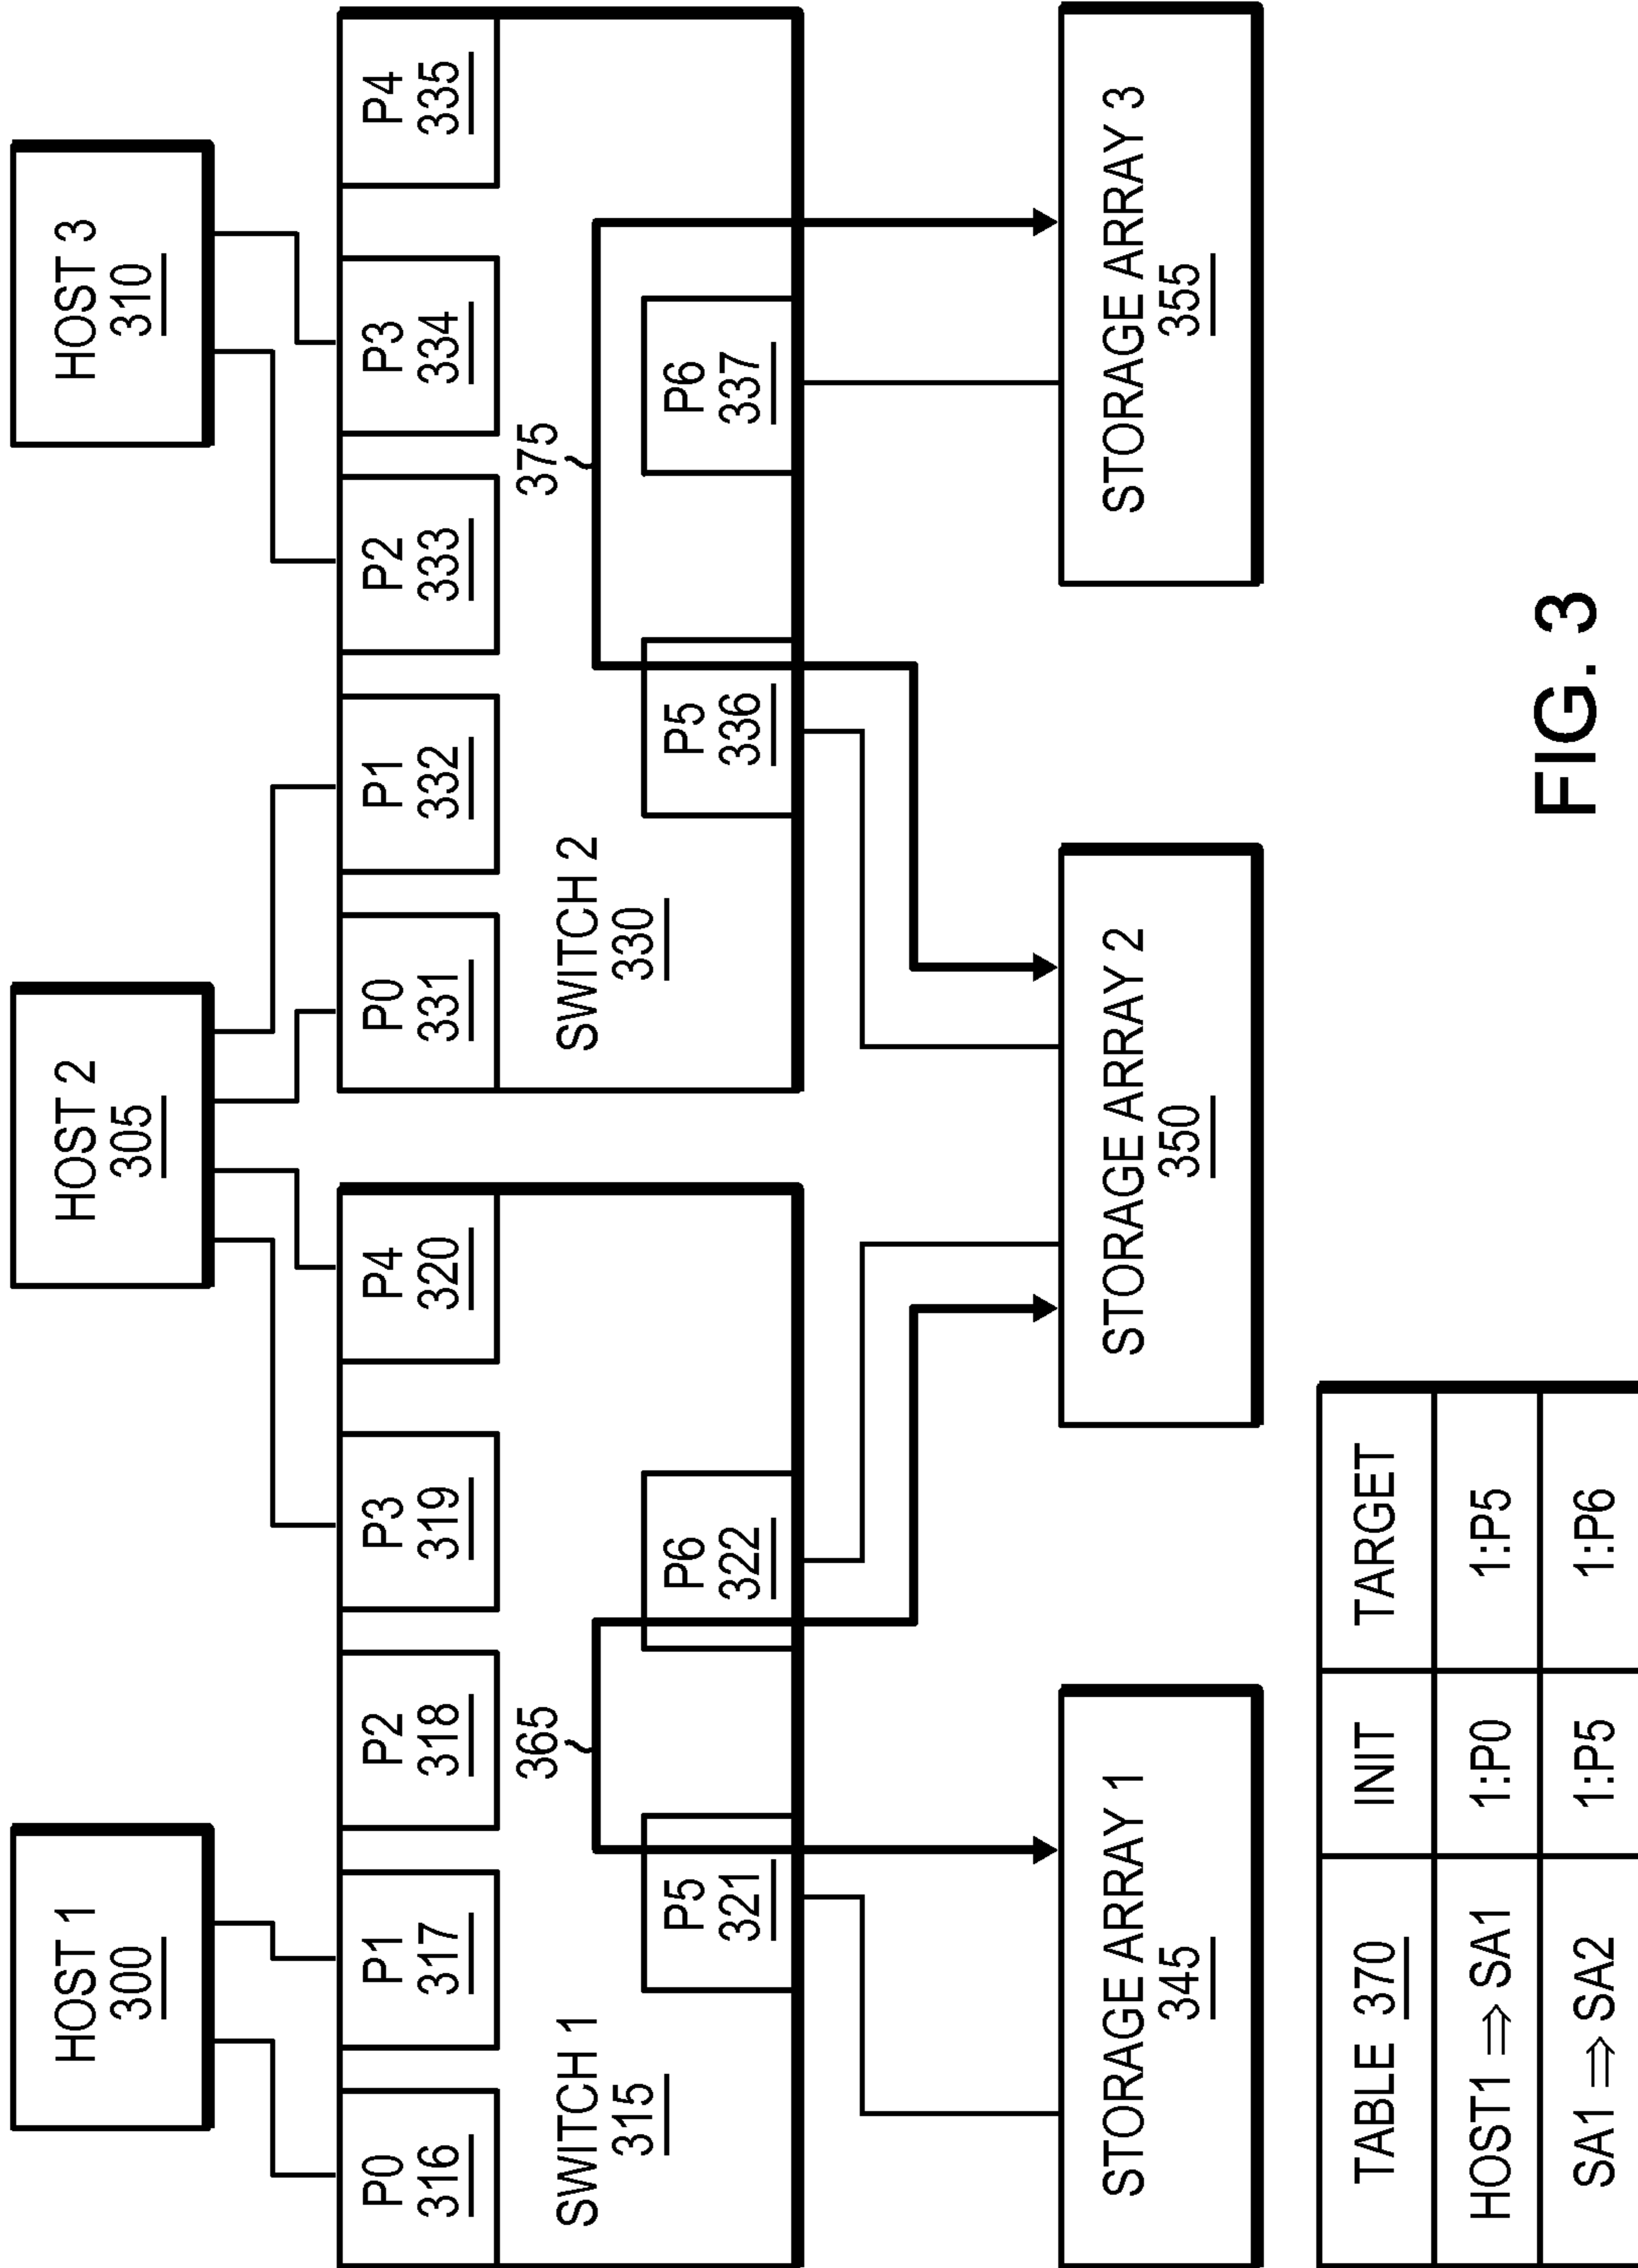 HOST 1
300
HOST 2
305
HOST 3
310
P0
316
P1
317
P2
318
P3
319
P4
320
P0
331
P1
332
P2
333
P3
334
P4
335
365
375
SWITCH 1
315
P5
321
P6
322
SWITCH 2
330
P5
336
P6
337
STORAGE ARRAY 1
345
STORAGE ARRAY 2
350
STORAGE ARRAY 3
355
TABLE 370 INIT TARGET
HOST1 ⇒ SA1 1:P0 1:P5
SA1 ⇒ SA2 1:P5 1:P6
FIG. 3